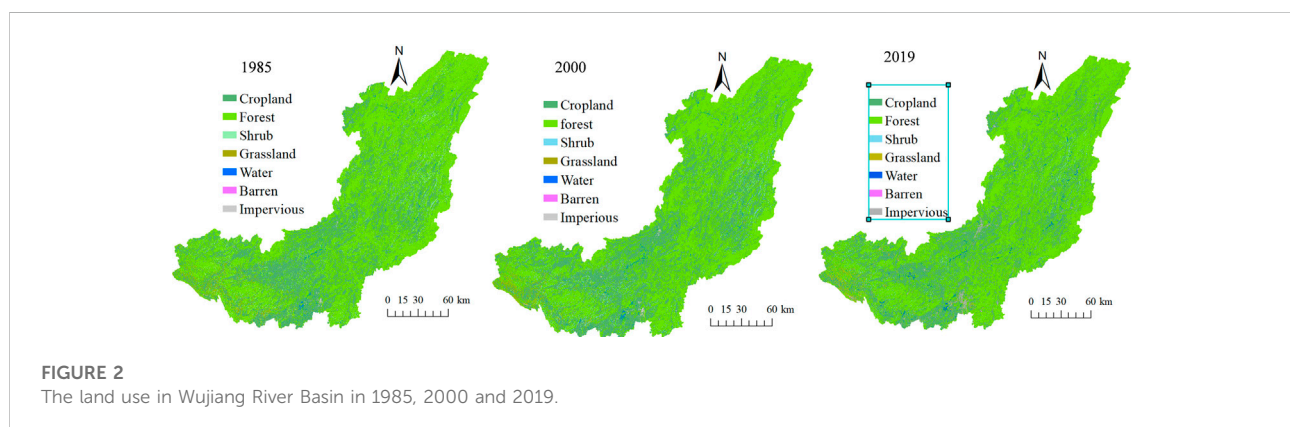 1985
N
Cropland
Forest
Shrub
Grassland
Water
Barren
Impervious
0 15 30 60 km
2000
N
Cropland
forest
Shrub
Grassland
Water
Barren
Imperious
0 15 30 60 km
2019
N
Cropland
Forest
Shrub
Grassland
Water
Barren
Impervious
0 15 30 60 km
FIGURE 2
The land use in Wujiang River Basin in 1985, 2000 and 2019.